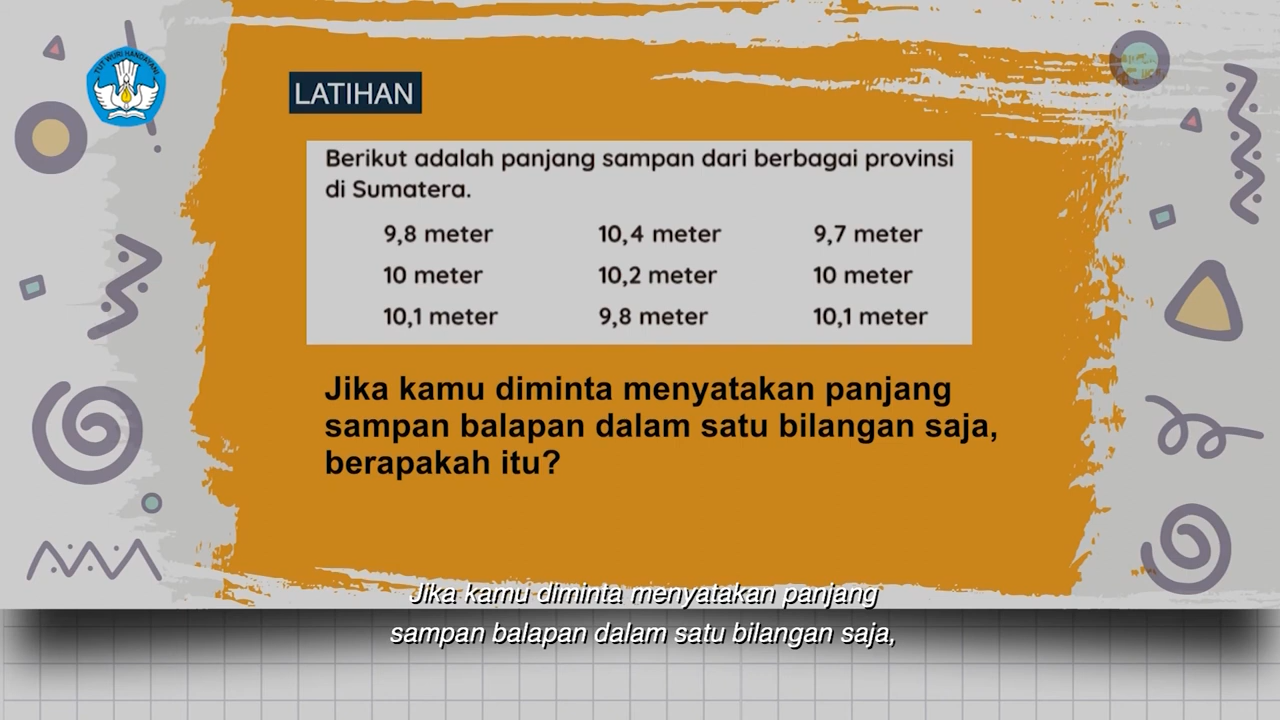 TUT WURI HANDAYANI
LATIHAN
Berikut adalah panjang sampan dari berbagai provinsi
di Sumatera.
9,8 meter 10,4 meter 9,7 meter
10 meter 10,2 meter 10 meter
10,1 meter 9,8 meter 10,1 meter
Jika kamu diminta menyatakan panjang
sampan balapan dalam satu bilangan saja,
berapakah itu?
Jika kamu diminta menyatakan panjang
sampan balapan dalam satu bilangan saja,